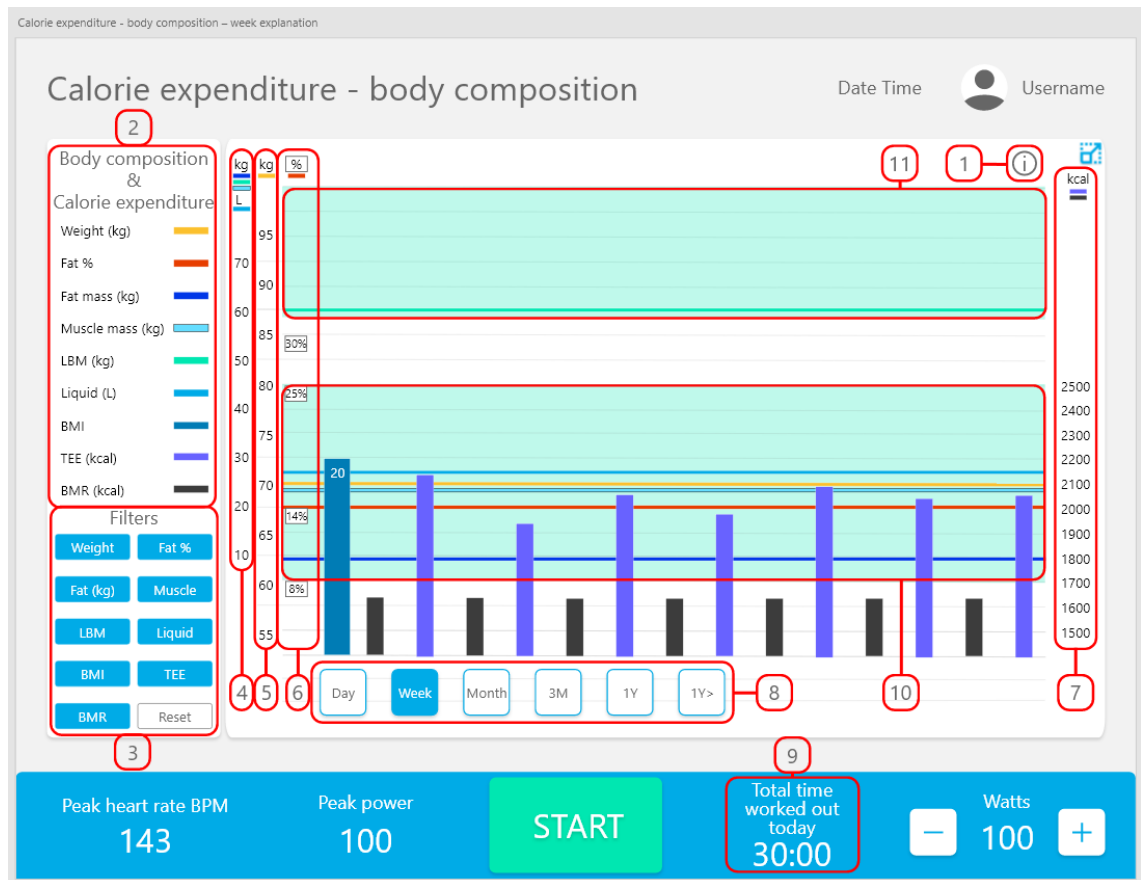 Calorie expenditure - body composition – week explanation
Calorie expenditure - body composition
Date Time
Username
2
Body composition
&
Calorie expenditure
Weight (kg)
Fat %
Fat mass (kg)
Muscle mass (kg)
LBM (kg)
Liquid (L)
BMI
TEE (kcal)
BMR (kcal)
Filters
Weight Fat %
Fat (kg) Muscle
LBM Liquid
BMI TEE
BMR Reset
3
kg
L
70
60
50
40
30
20
10
4
kg
95
90
85
80
75
70
65
60
55
5
%
30%
25%
14%
8%
6
11
1
i
20
kcal
2500
2400
2300
2200
2100
2000
1900
1800
1700
1600
1500
7
Day Week Month 3M 1Y 1Y>
8
10
9
Peak heart rate BPM
143
Peak power
100
START
Total time
worked out
today
30:00
Watts
− 100 +